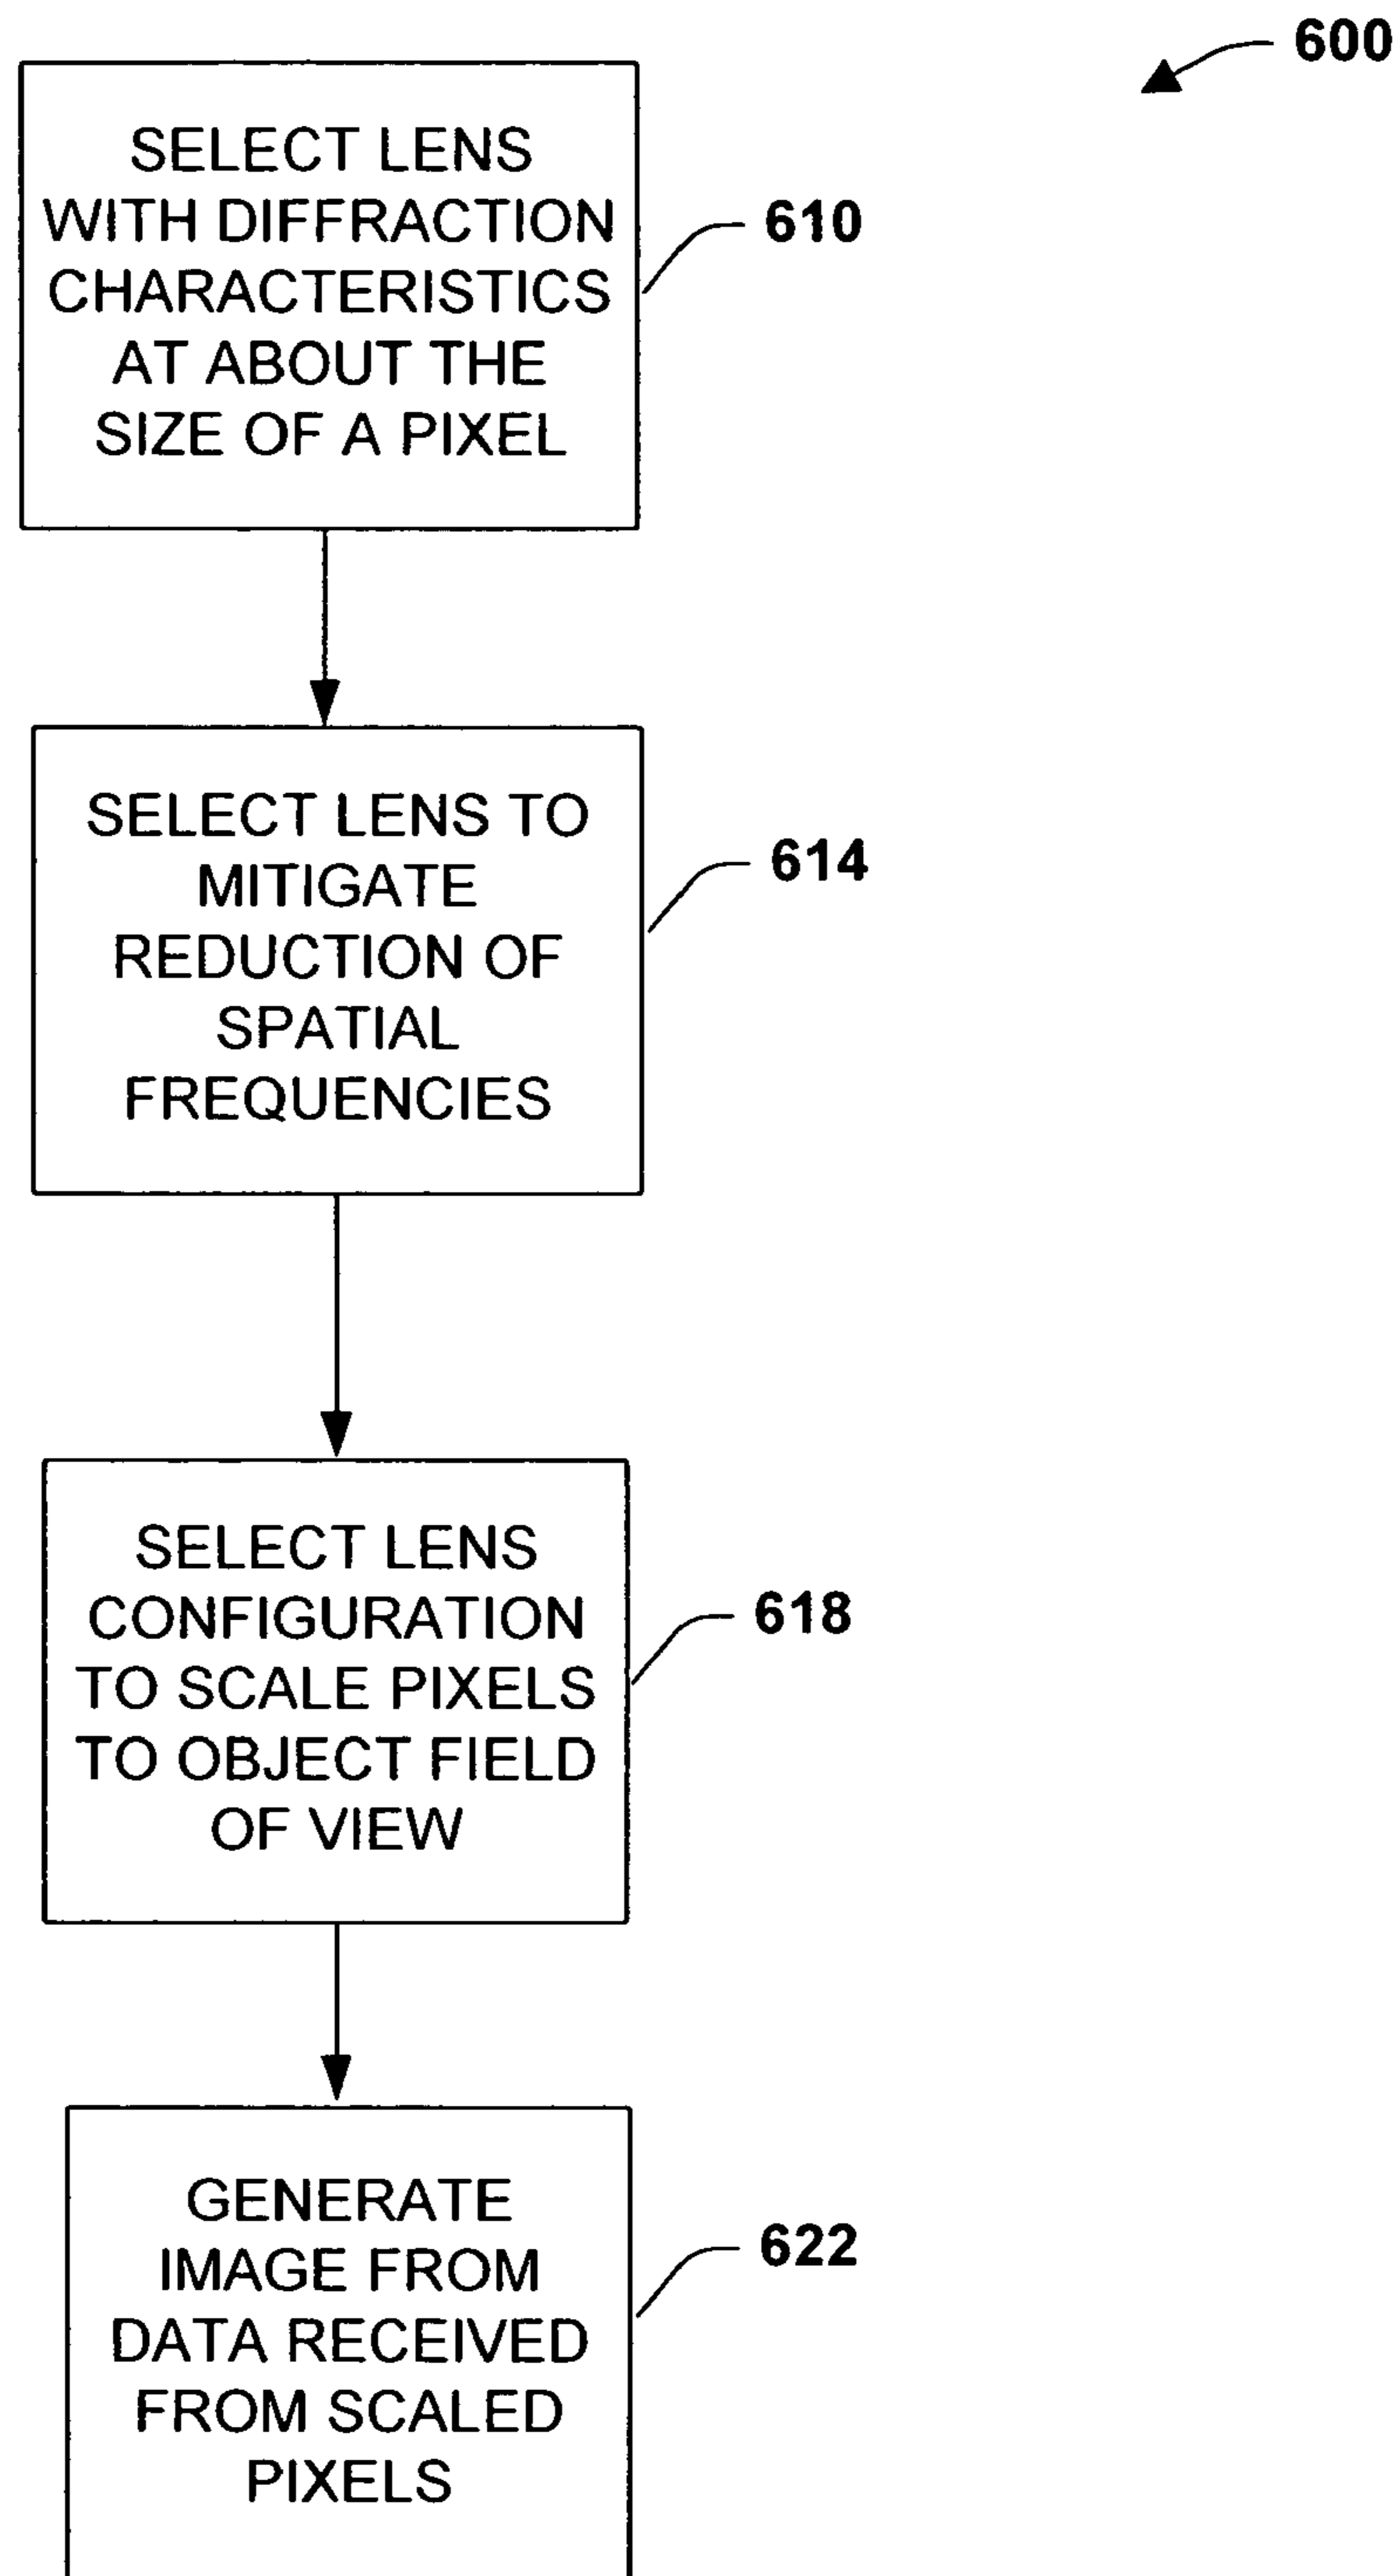 600
SELECT LENS
WITH DIFFRACTION
CHARACTERISTICS
AT ABOUT THE
SIZE OF A PIXEL
610
SELECT LENS TO
MITIGATE
REDUCTION OF
SPATIAL
FREQUENCIES
614
SELECT LENS
CONFIGURATION
TO SCALE PIXELS
TO OBJECT FIELD
OF VIEW
618
GENERATE
IMAGE FROM
DATA RECEIVED
FROM SCALED
PIXELS
622